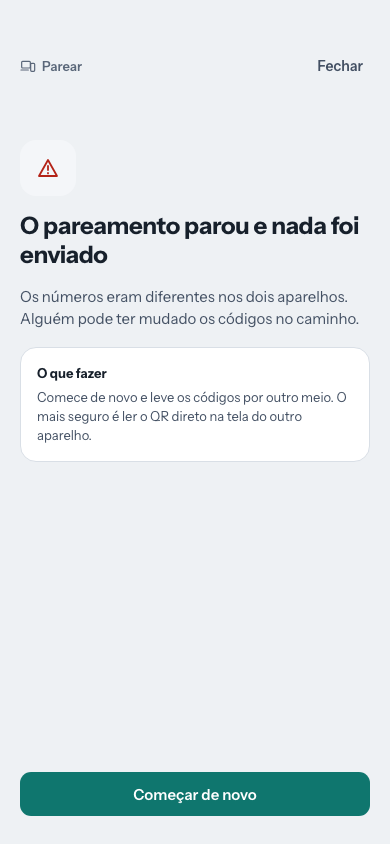 Parear
Fechar
O pareamento parou e nada foi
enviado
Os números eram diferentes nos dois aparelhos.
Alguém pode ter mudado os códigos no caminho.
O que fazer
Comece de novo e leve os códigos por outro meio. O
mais seguro é ler o QR direto na tela do outro
aparelho.
Começar de novo